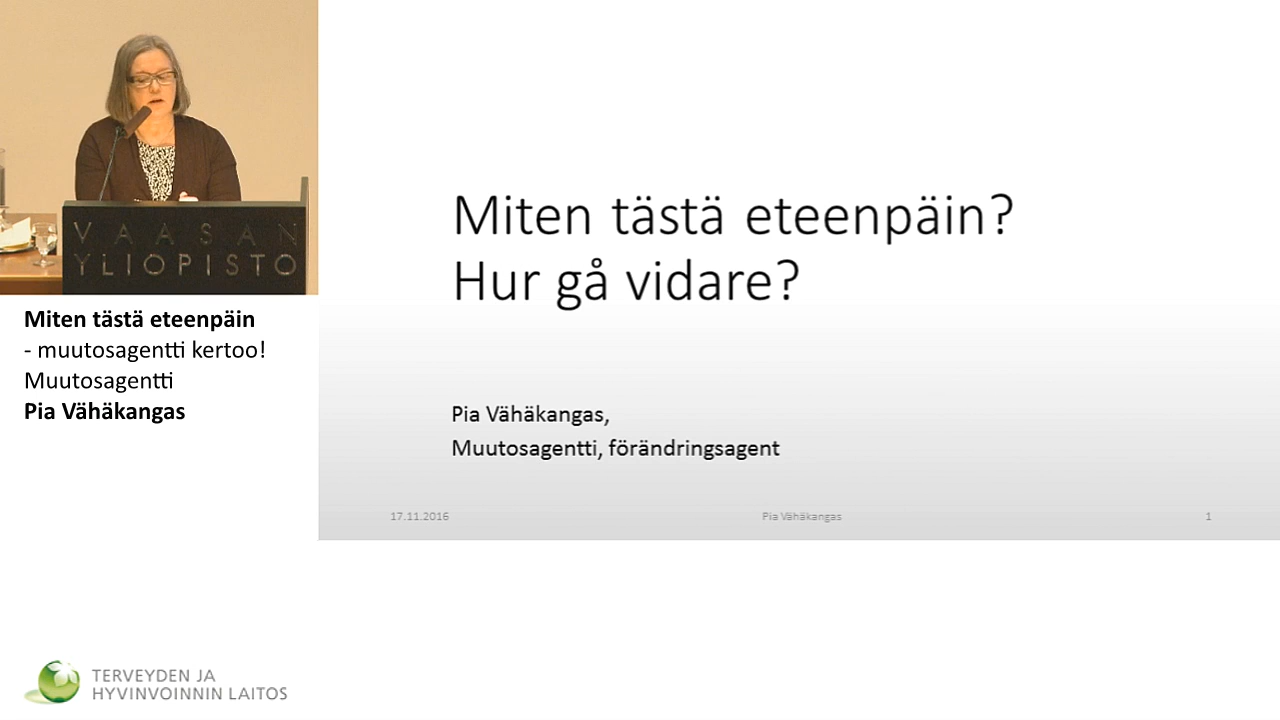 VAASAN
YLIOPISTO
Miten tästä eteenpäin
- muutosagentti kertoo!
Muutosagentti
Pia Vähäkangas
Miten tästä eteenpäin?
Hur gå vidare?
Pia Vähäkangas,
Muutosagentti, förändringsagent
17.11.2016
Pia Vähäkangas
1
TERVEYDEN JA
HYVINVOINNIN LAITOS